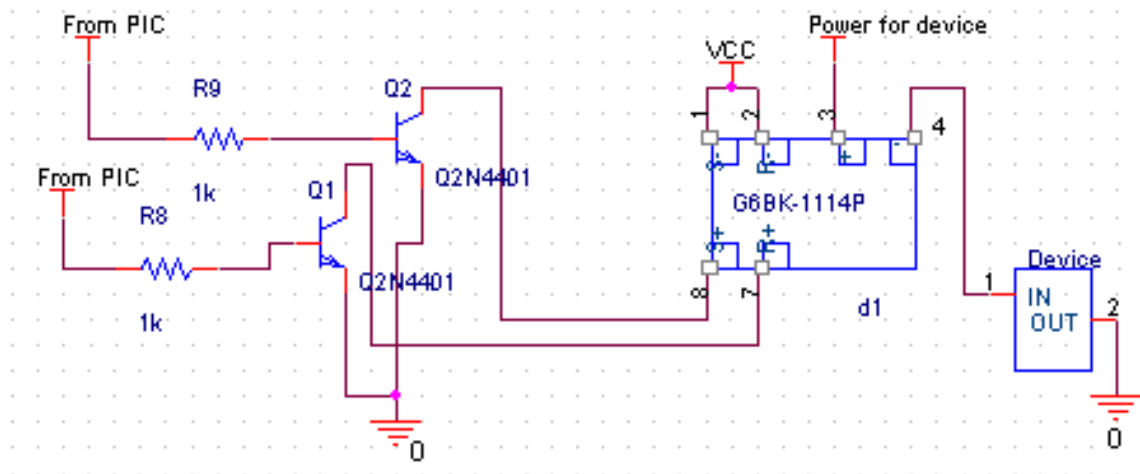 From PIC
Power for device
VCC
R9
Q2
1
2
3
4
S-
R-
+
-
From PIC
1k
Q2N4401
R8
Q1
G6BK-1114P
S+
R+
Q2N4401
Device
1k
8
7
d1
1
IN
OUT
2
0
0